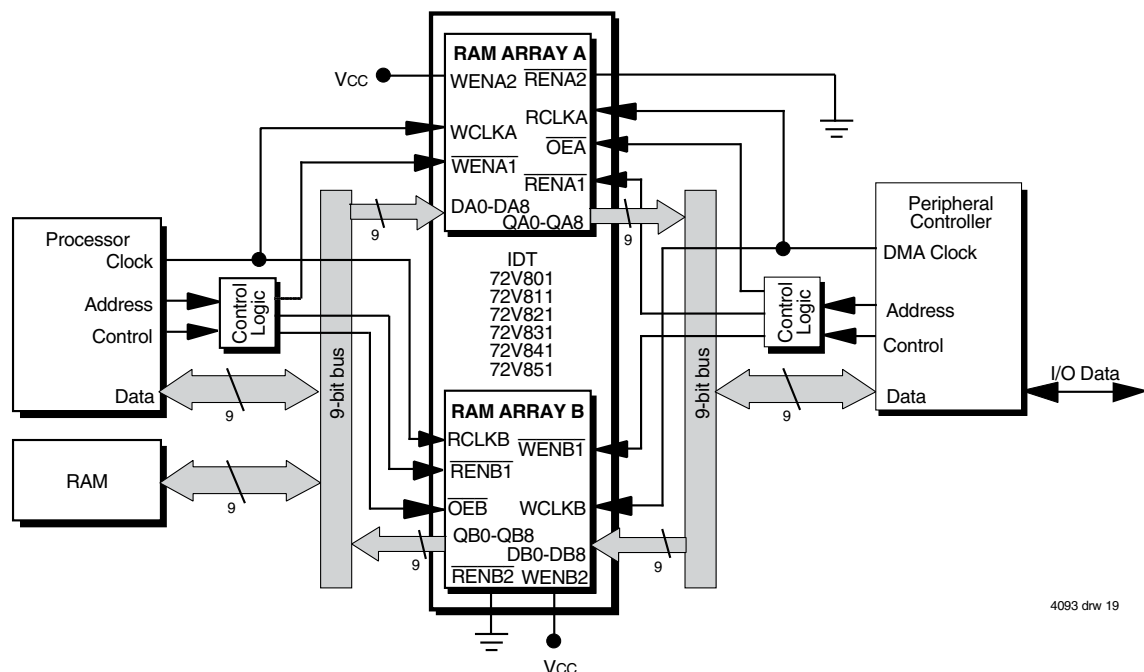 RAM ARRAY A
VCC
WENA2
RENA2
RCLKA
WCLKA
OEA
WENA1
RENA1
DA0-DA8
QA0-QA8
9
9
Processor
Clock
Address
Control
Data
9
Control
Logic
9-bit bus
IDT
72V801
72V811
72V821
72V831
72V841
72V851
9-bit bus
Peripheral
Controller
DMA Clock
Address
Control
Data
Control
Logic
9
I/O Data
RAM
9
RAM ARRAY B
RCLKB
WENB1
RENB1
OEB
WCLKB
QB0-QB8
DB0-DB8
9
9
RENB2 WENB2
VCC
4093 drw 19